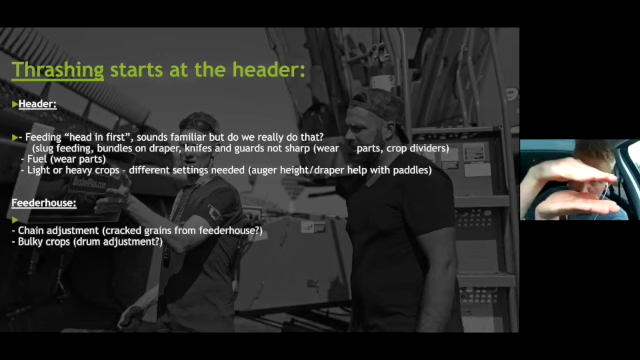 Thrashing starts at the header:
Header:
- Feeding “head in first”, sounds familiar but do we really do that?
(slug feeding, bundles on draper, knifes and guards not sharp (wear parts, crop dividers)
- Fuel (wear parts)
- Light or heavy crops – different settings needed (auger height/draper help with paddles)
Feederhouse:
- Chain adjustment (cracked grains from feederhouse?)
- Bulky crops (drum adjustment?)